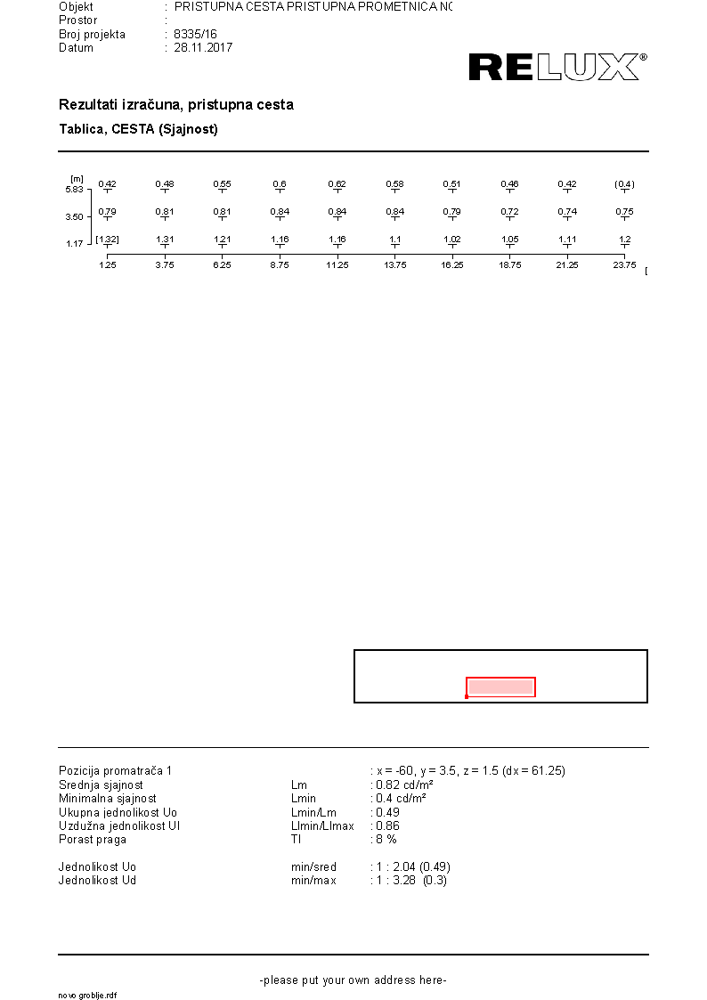 Objekt : PRISTUPNA CESTA PRISTUPNA PROMETNICA
Prostor :
Broj projekta : 8335/16
Datum : 28.11.2017
RELUX®
Rezultati izračuna, pristupna cesta
Tablica, CESTA (Sjajnost)
[m]
5.83 0.42 0.48 0.55 0.6 0.62 0.58 0.51 0.46 0.42 (0.4)
3.50 0.79 0.81 0.81 0.84 0.84 0.84 0.79 0.72 0.74 0.75
1.17 [1.32] 1.31 1.21 1.16 1.16 1.1 1.02 1.05 1.11 1.2
1.25 3.75 6.25 8.75 11.25 13.75 16.25 18.75 21.25 23.75 [
Pozicija promatrača 1 : x = -60, y = 3.5, z = 1.5 (dx = 61.25)
Srednja sjajnost Lm : 0.82 cd/m²
Minimalna sjajnost Lmin : 0.4 cd/m²
Ukupna jednolikost Uo Lmin/Lm : 0.49
Uzdužna jednolikost Ul Llmin/Llmax : 0.86
Porast praga TI : 8 %
Jednolikost Uo min/sred : 1 : 2.04 (0.49)
Jednolikost Ud min/max : 1 : 3.28 (0.3)
-please put your own address here-
novo groblje.rdf